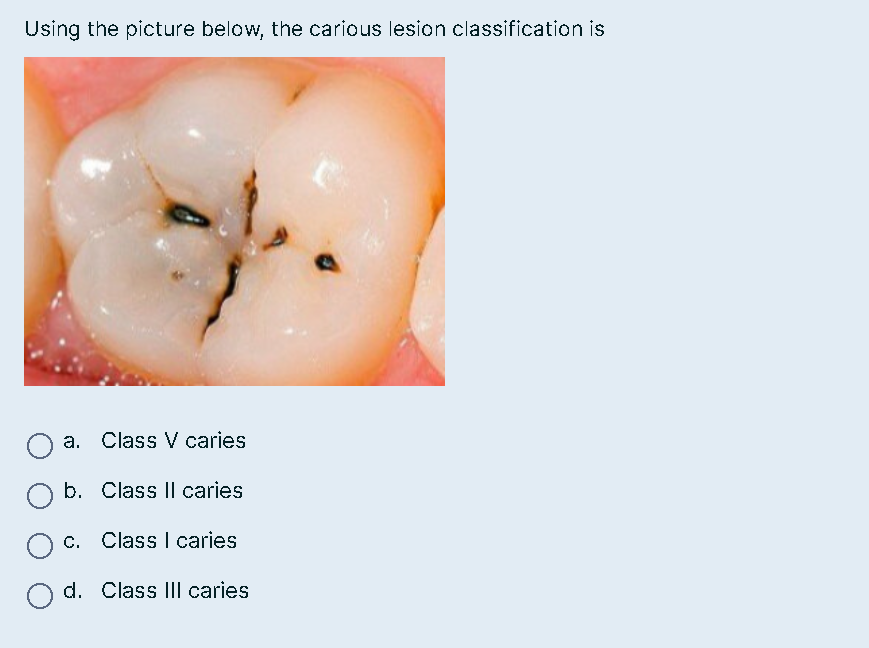 Using the picture below, the carious lesion classification is
a. Class V caries
b. Class II caries
c. Class I caries
d. Class III caries